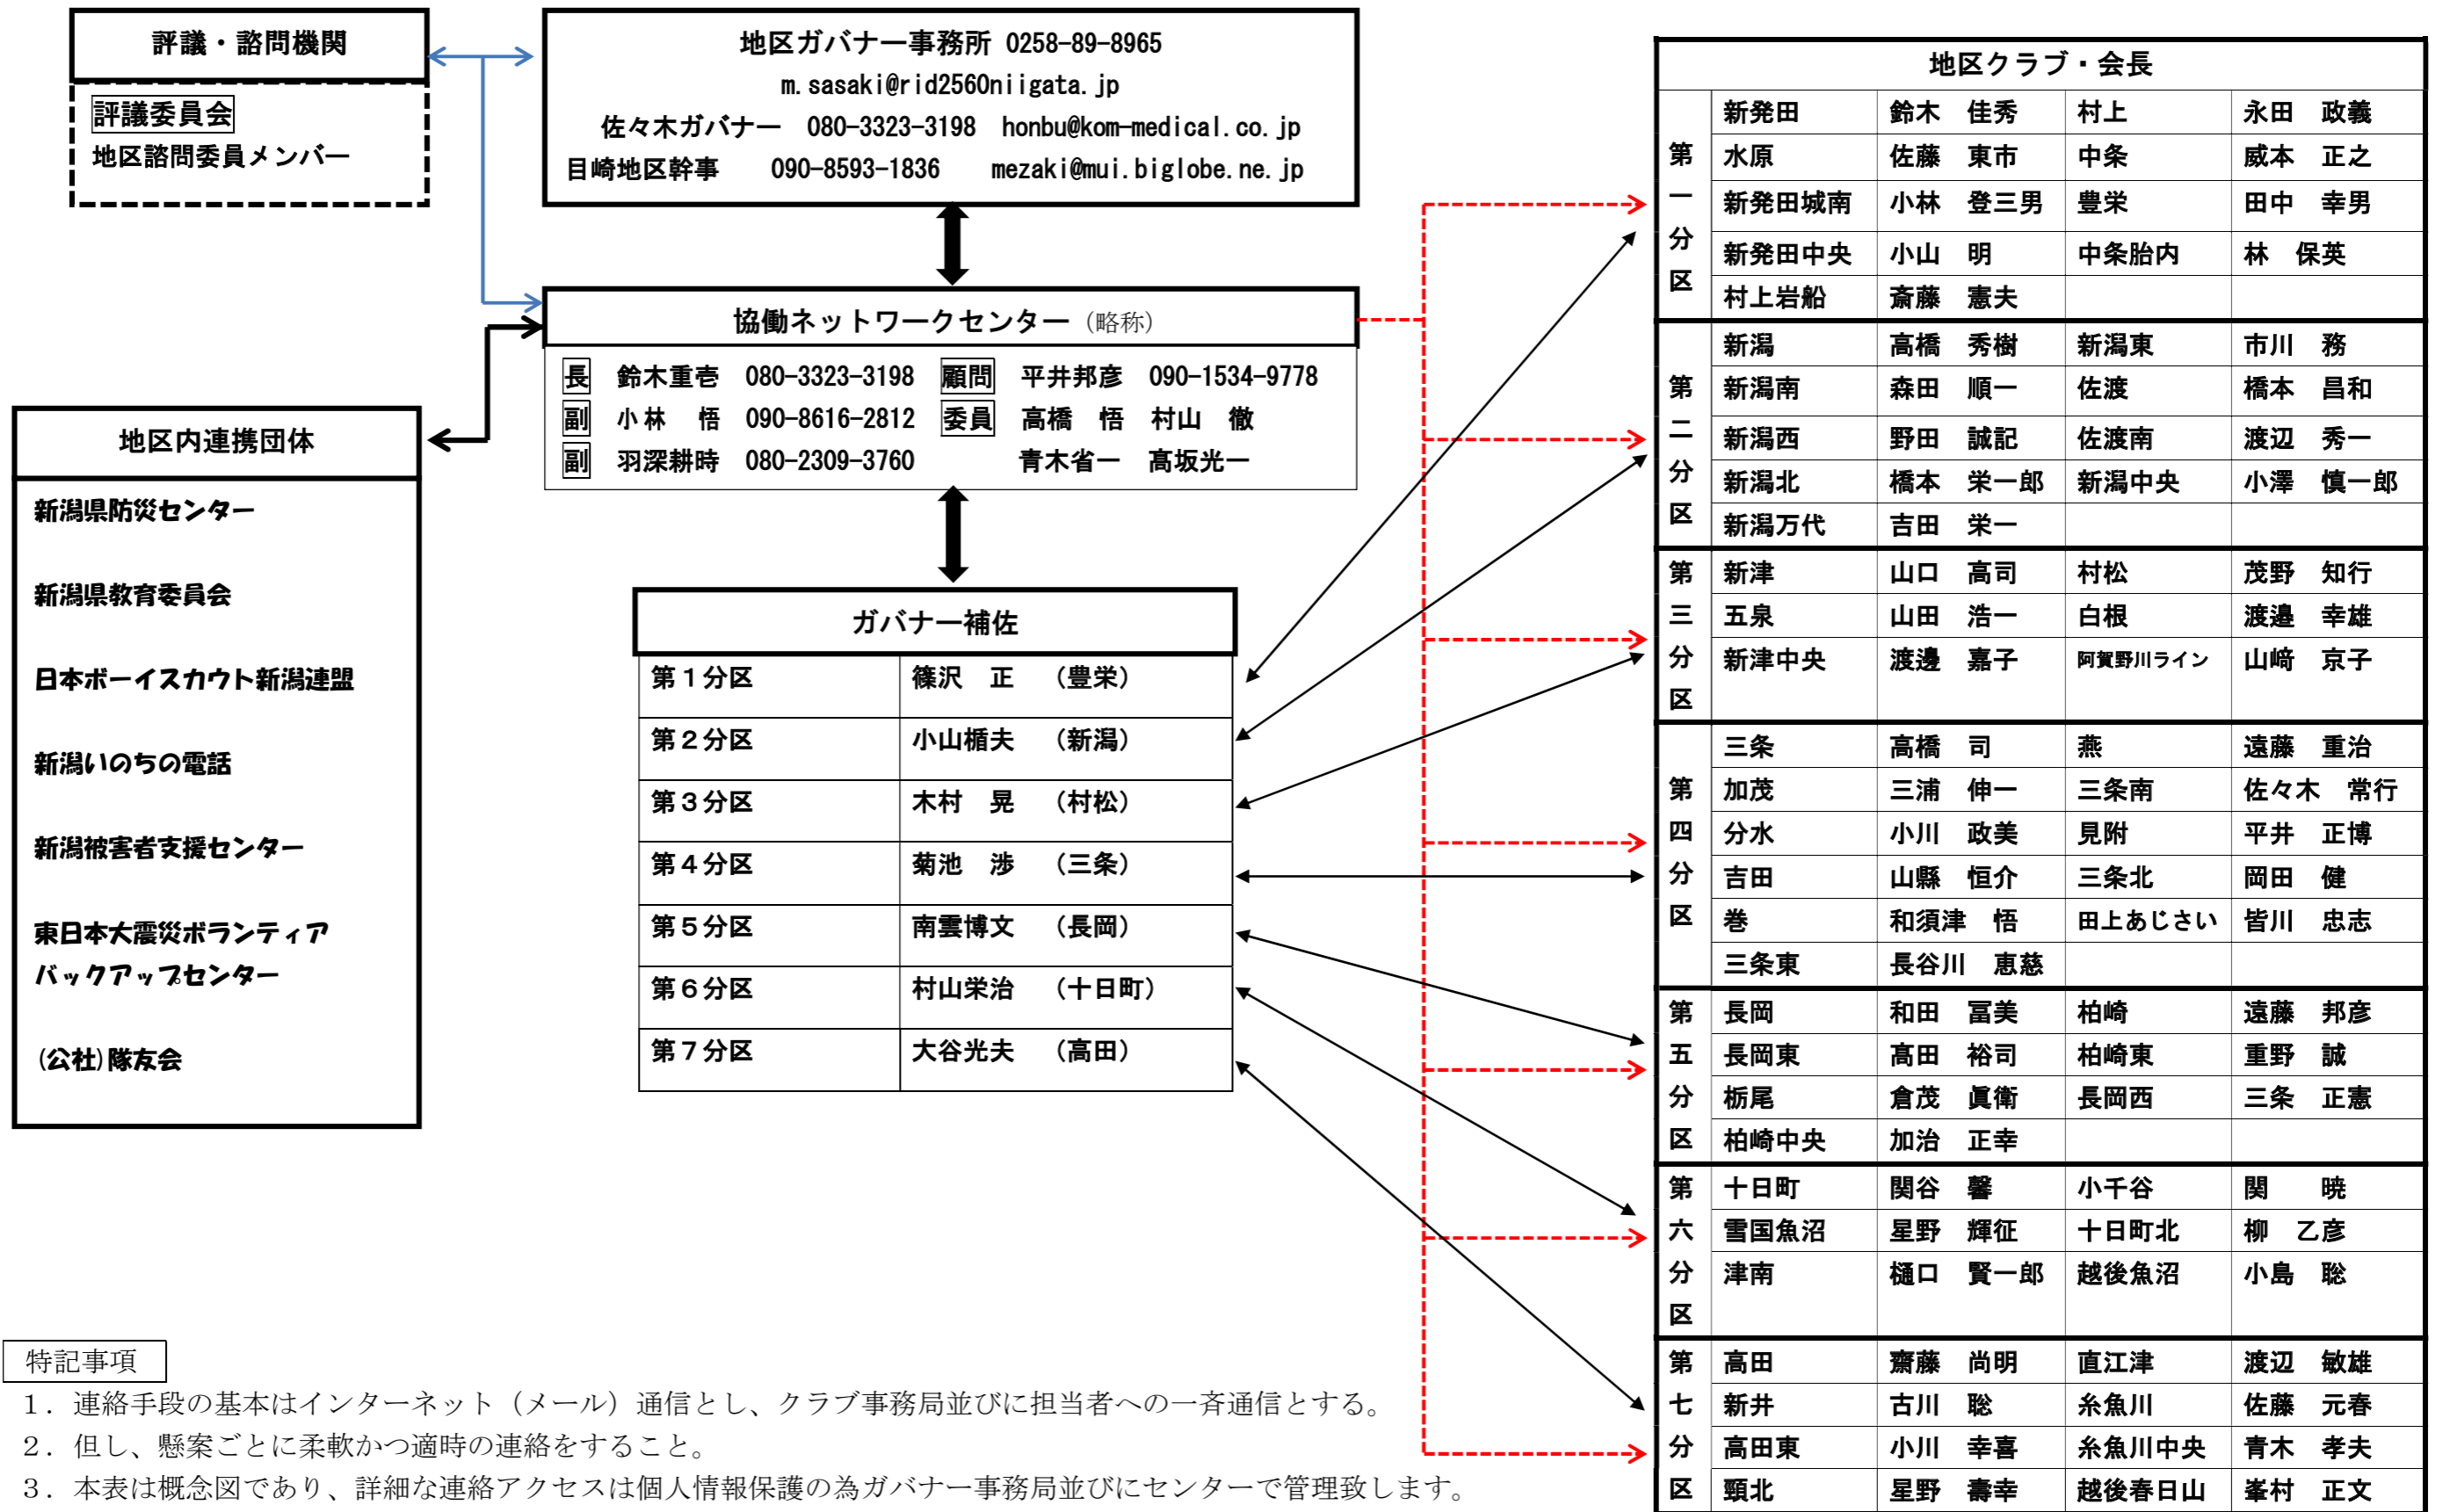 評議・諮問機関
評議委員会
地区諮問委員メンバー
地区ガバナー事務所 0258-89-8965
m.sasaki@rid2560niigata.jp
佐々木ガバナー 080-3323-3198 honbu@kom-medical.co.jp
目崎地区幹事 090-8593-1836 mezaki@mui.biglobe.ne.jp
協働ネットワークセンター（略称）
長 鈴木重壱 080-3323-3198 顧問 平井邦彦 090-1534-9778
副 小林 悟 090-8616-2812 委員 高橋 悟 村山 徹
副 羽深耕時 080-2309-3760 青木省一 髙坂光一
地区内連携団体
新潟県防災センター
新潟県教育委員会
日本ボーイスカウト新潟連盟
新潟いのちの電話
新潟被害者支援センター
東日本大震災ボランティア
バックアップセンター
(公社)隊友会
ガバナー補佐
第１分区 篠沢 正 （豊栄）
第２分区 小山楯夫 （新潟）
第３分区 木村 晃 （村松）
第４分区 菊池 渉 （三条）
第５分区 南雲博文 （長岡）
第６分区 村山栄治 （十日町）
第７分区 大谷光夫 （高田）
地区クラブ・会長
第一分区
新発田 鈴木 佳秀 村上 永田 政義
水原 佐藤 東市 中条 威本 正之
新発田城南 小林 登三男 豊栄 田中 幸男
新発田中央 小山 明 中条胎内 林 保英
村上岩船 斎藤 憲夫
第二分区
新潟 高橋 秀樹 新潟東 市川 務
新潟南 森田 順一 佐渡 橋本 昌和
新潟西 野田 誠記 佐渡南 渡辺 秀一
新潟北 橋本 栄一郎 新潟中央 小澤 慎一郎
新潟万代 吉田 栄一
第三分区
新津 山口 高司 村松 茂野 知行
五泉 山田 浩一 白根 渡邉 幸雄
新津中央 渡邊 嘉子 阿賀野川ライン 山﨑 京子
第四分区
三条 高橋 司 燕 遠藤 重治
加茂 三浦 伸一 三条南 佐々木 常行
分水 小川 政美 見附 平井 正博
吉田 山縣 恒介 三条北 岡田 健
巻 和須津 悟 田上あじさい 皆川 忠志
三条東 長谷川 恵慈
第五分区
長岡 和田 冨美 柏崎 遠藤 邦彦
長岡東 髙田 裕司 柏崎東 重野 誠
栃尾 倉茂 眞衛 長岡西 三条 正憲
柏崎中央 加治 正幸
第六分区
十日町 関谷 馨 小千谷 関 暁
雪国魚沼 星野 輝征 十日町北 柳 乙彦
津南 樋口 賢一郎 越後魚沼 小島 聡
第七分区
高田 齋藤 尚明 直江津 渡辺 敏雄
新井 古川 聡 糸魚川 佐藤 元春
高田東 小川 幸喜 糸魚川中央 青木 孝夫
頸北 星野 壽幸 越後春日山 峯村 正文
特記事項
１．連絡手段の基本はインターネット（メール）通信とし、クラブ事務局並びに担当者への一斉通信とする。
２．但し、懸案ごとに柔軟かつ適時の連絡をすること。
３．本表は概念図であり、詳細な連絡アクセスは個人情報保護の為ガバナー事務局並びにセンターで管理致します。